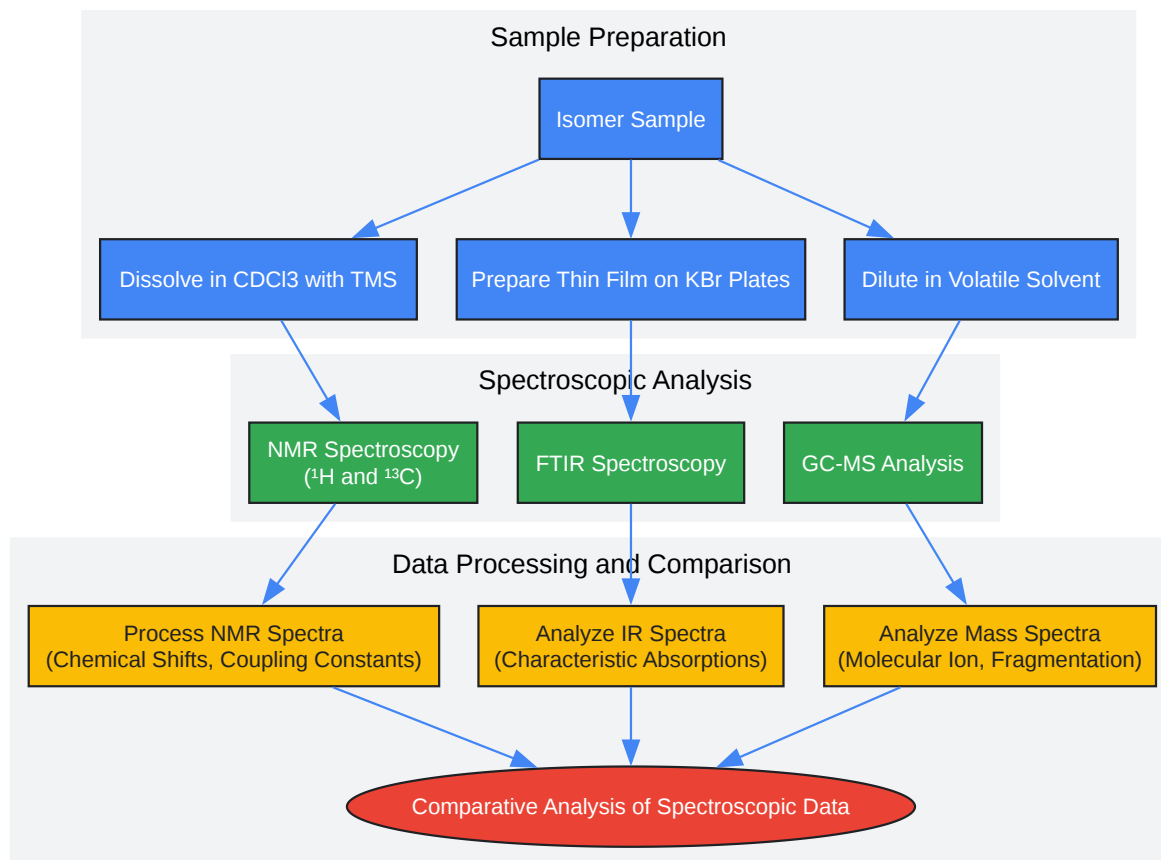 Sample Preparation
Isomer Sample
Dissolve in CDCl3 with TMS
Prepare Thin Film on KBr Plates
Dilute in Volatile Solvent
Spectroscopic Analysis
NMR Spectroscopy
(¹H and ¹³C)
FTIR Spectroscopy
GC-MS Analysis
Data Processing and Comparison
Process NMR Spectra
(Chemical Shifts, Coupling Constants)
Analyze IR Spectra
(Characteristic Absorptions)
Analyze Mass Spectra
(Molecular Ion, Fragmentation)
Comparative Analysis of Spectroscopic Data